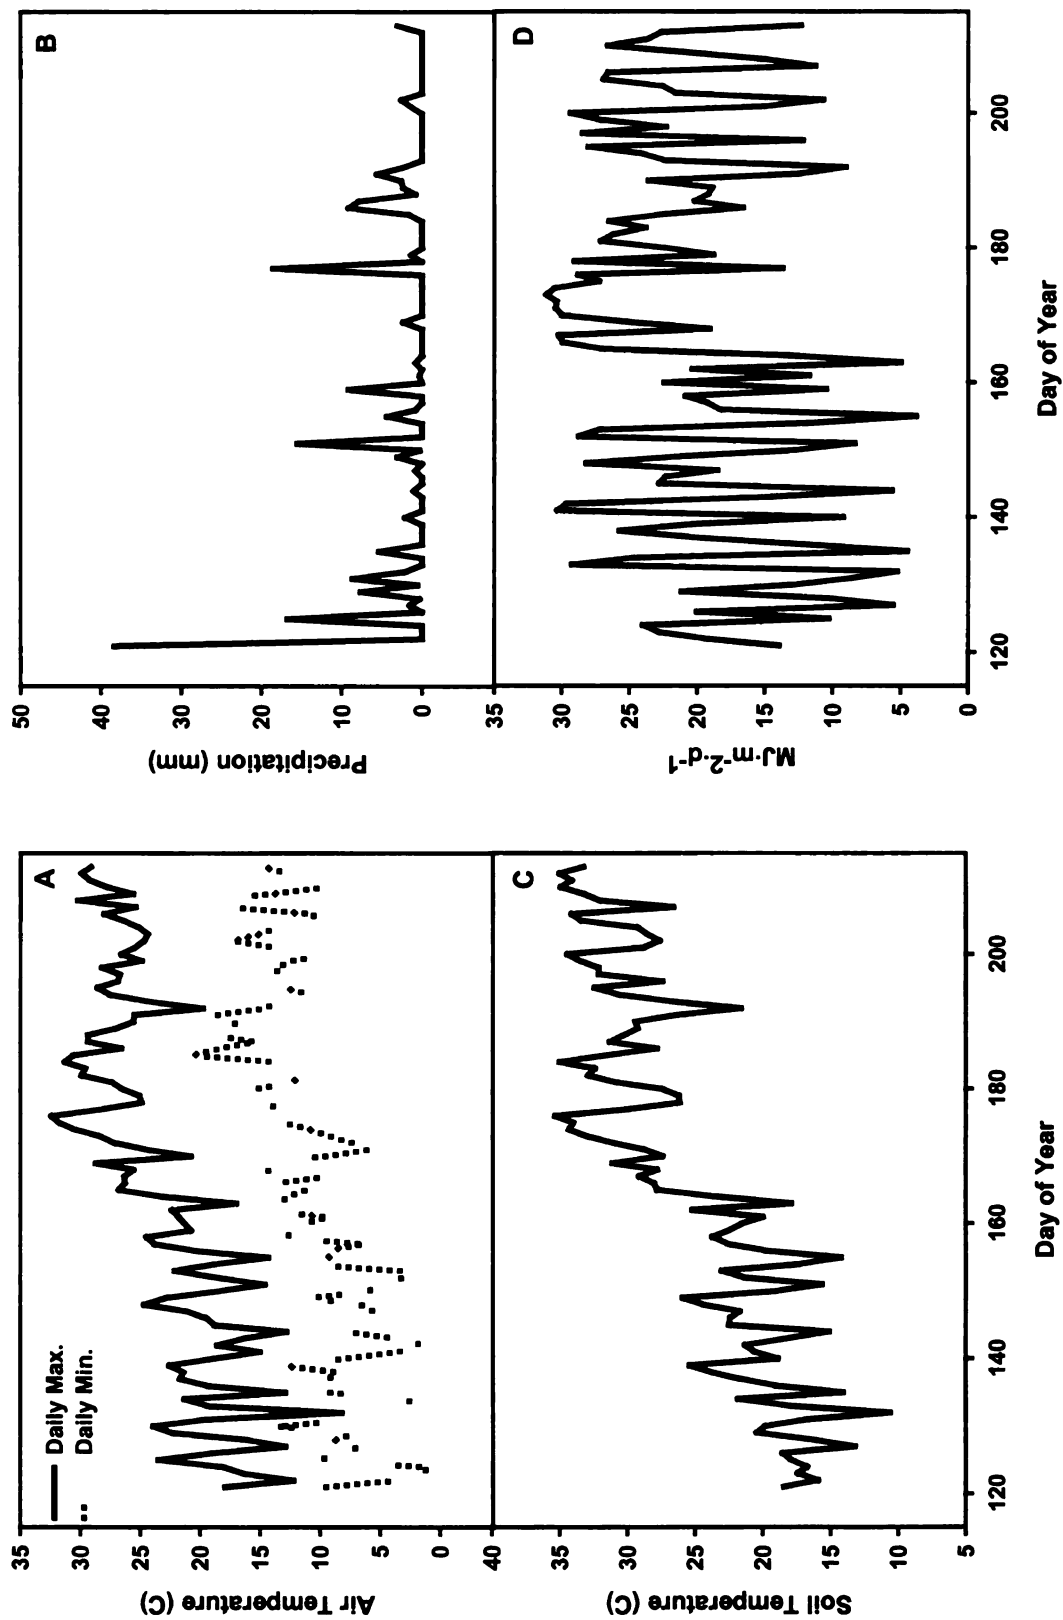 Air Temperature (C)
35
30
25
20
15
10
5
0
A
Daily Max.
Daily Min.
Precipitation (mm)
50
40
30
20
10
0
B
Soil Temperature (C)
40
35
30
25
20
15
10
5
C
120 140 160 180 200
Day of Year
MJ·m-2·d-1
35
30
25
20
15
10
5
0
D
120 140 160 180 200
Day of Year